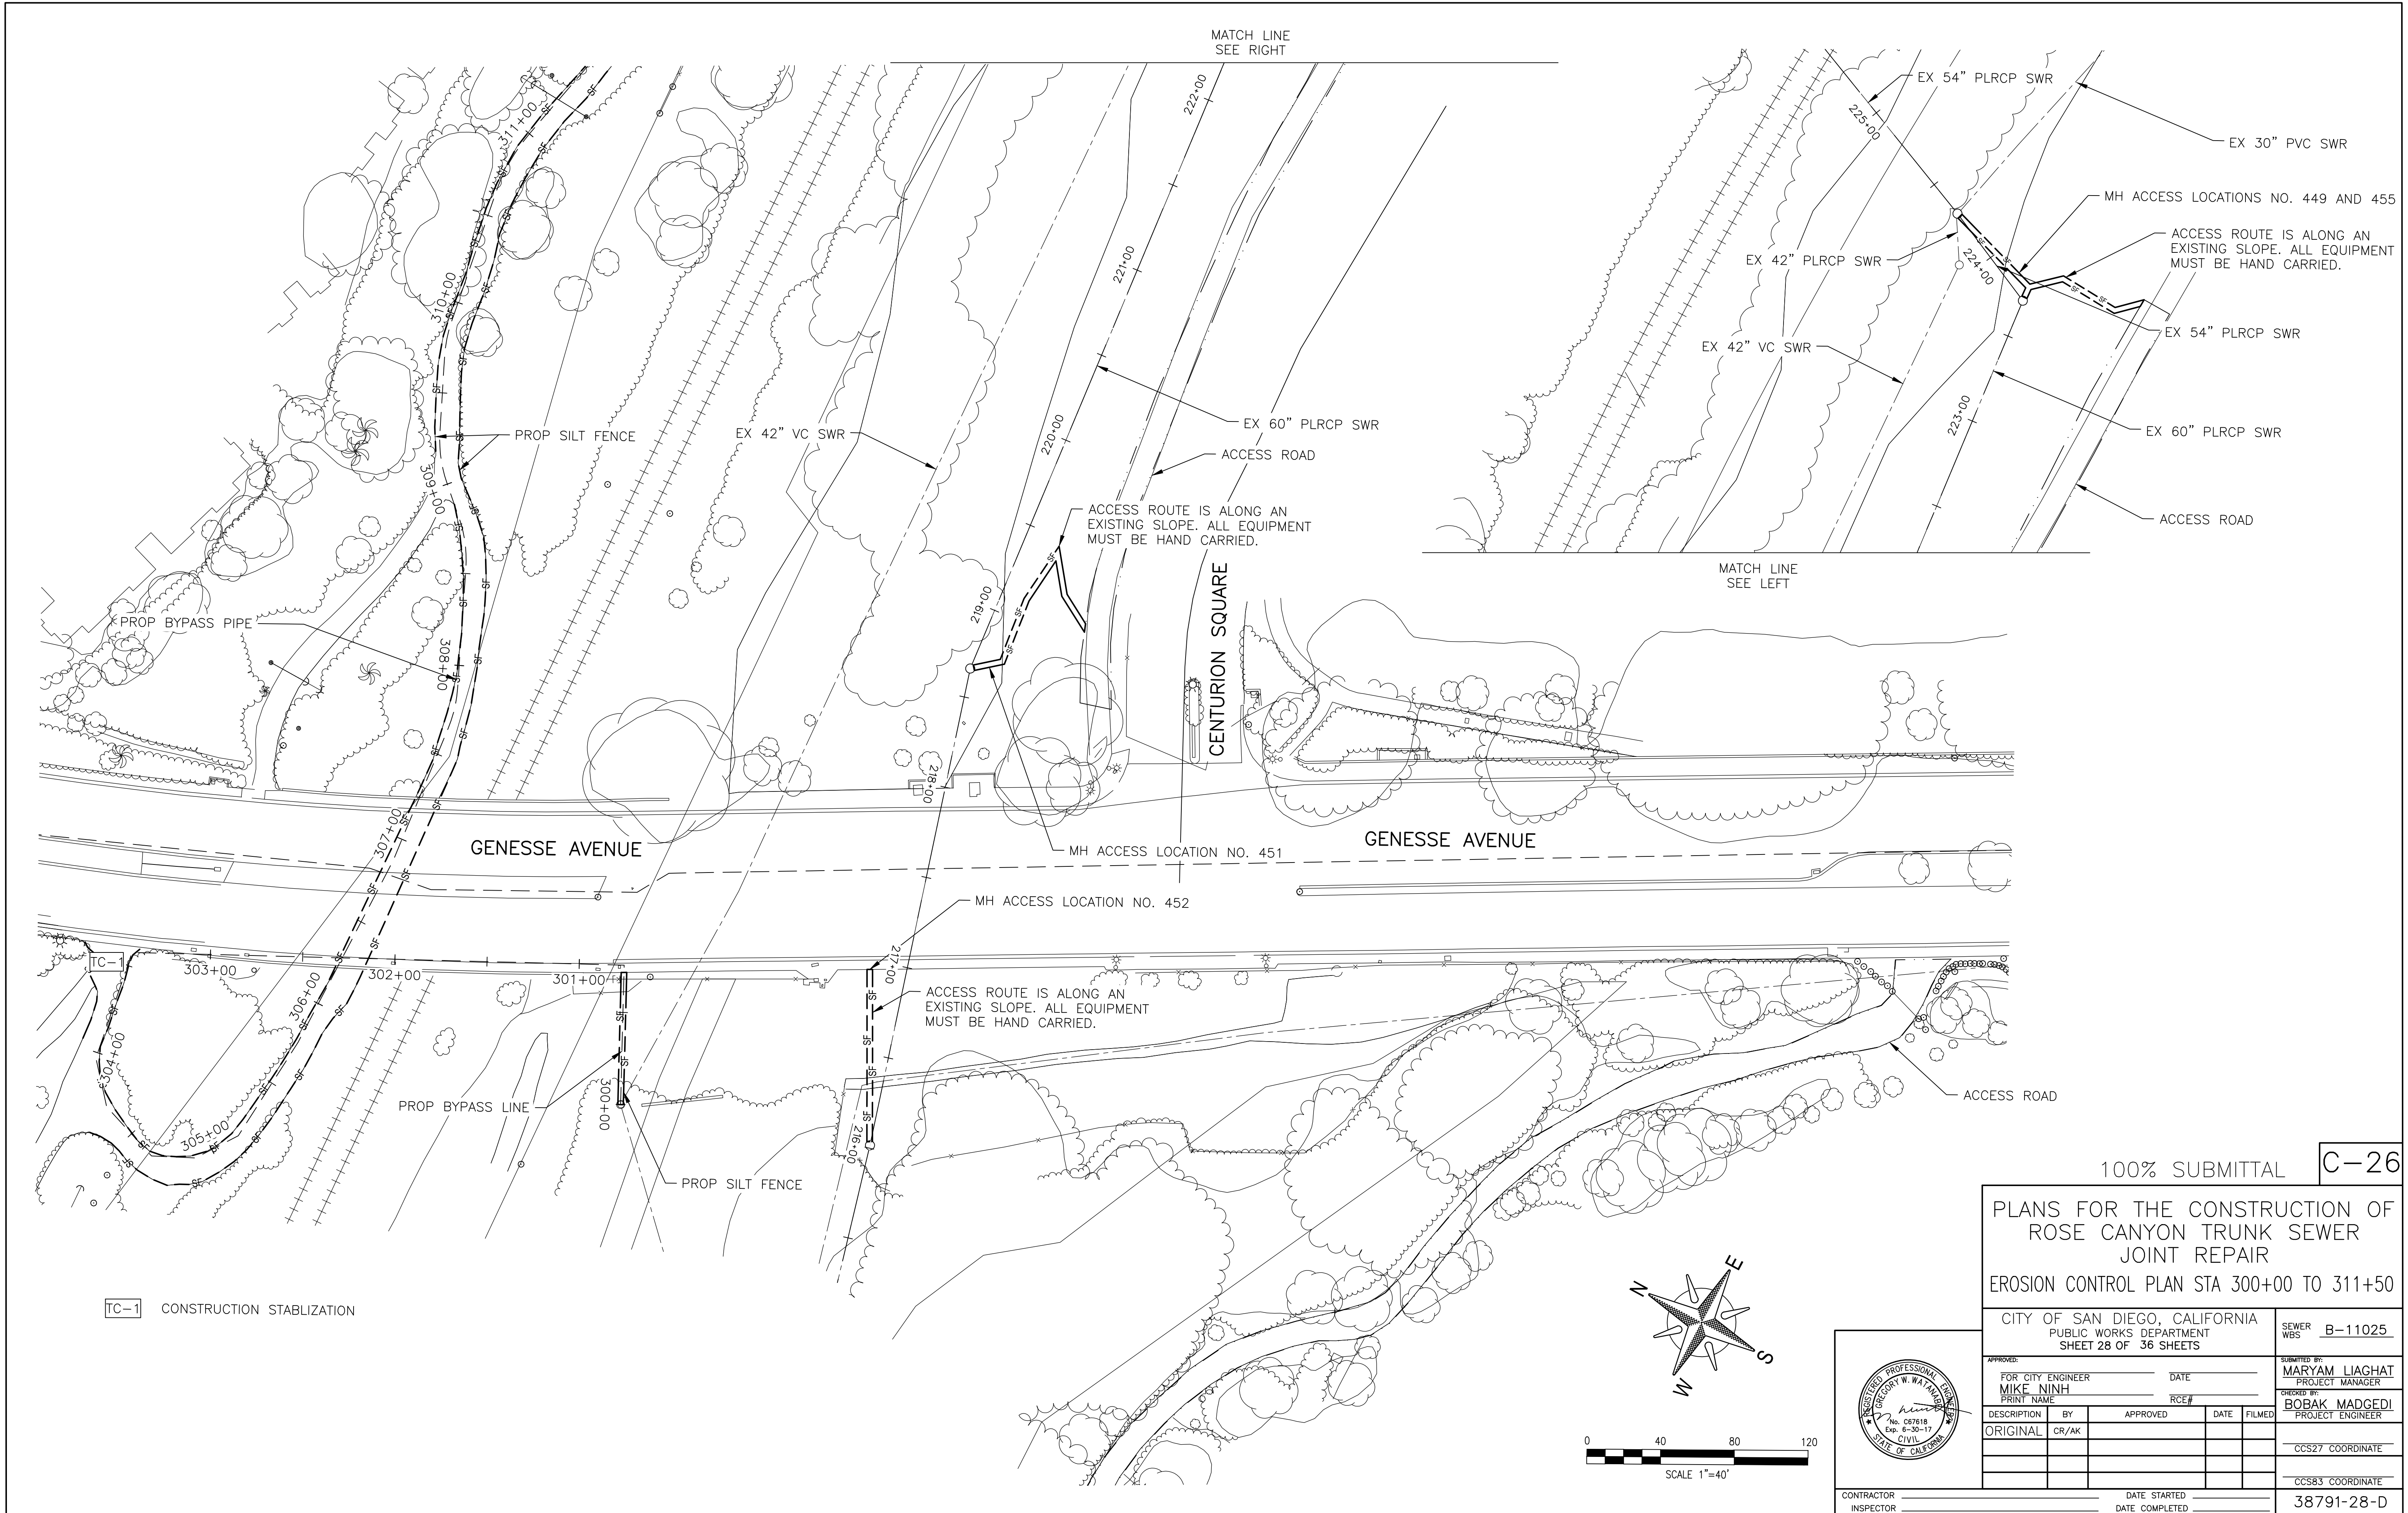 MATCH LINE
SEE RIGHT
222+00
221+00
220+00
219+00
218+00
217+00
216+00
311+00
310+00
309+00
308+00
307+00
306+00
305+00
304+00
303+00
302+00
301+00
300+00
SF
PROP SILT FENCE
EX 42" VC SWR
EX 60" PLRCP SWR
ACCESS ROAD
ACCESS ROUTE IS ALONG AN
EXISTING SLOPE. ALL EQUIPMENT
MUST BE HAND CARRIED.
PROP BYPASS PIPE
CENTURION SQUARE
GENESSE AVENUE
GENESSE AVENUE
MH ACCESS LOCATION NO. 451
MH ACCESS LOCATION NO. 452
TC-1
ACCESS ROUTE IS ALONG AN
EXISTING SLOPE. ALL EQUIPMENT
MUST BE HAND CARRIED.
PROP BYPASS LINE
PROP SILT FENCE
ACCESS ROAD
EX 54" PLRCP SWR
225+00
EX 30" PVC SWR
MH ACCESS LOCATIONS NO. 449 AND 455
ACCESS ROUTE IS ALONG AN
EXISTING SLOPE. ALL EQUIPMENT
MUST BE HAND CARRIED.
EX 42" PLRCP SWR
224+00
EX 54" PLRCP SWR
EX 42" VC SWR
223+00
EX 60" PLRCP SWR
ACCESS ROAD
MATCH LINE
SEE LEFT
TC-1 CONSTRUCTION STABLIZATION
N
E
S
W
0 40 80 120
SCALE 1"=40'
100% SUBMITTAL
C-26
PLANS FOR THE CONSTRUCTION OF
ROSE CANYON TRUNK SEWER
JOINT REPAIR
EROSION CONTROL PLAN STA 300+00 TO 311+50
CITY OF SAN DIEGO, CALIFORNIA
PUBLIC WORKS DEPARTMENT
SHEET 28 OF 36 SHEETS
SEWER
WBS B-11025
APPROVED:
FOR CITY ENGINEER DATE
MIKE NINH
PRINT NAME RCE#
SUBMITTED BY:
MARYAM LIAGHAT
PROJECT MANAGER
CHECKED BY:
BOBAK MADGEDI
PROJECT ENGINEER
DESCRIPTION BY APPROVED DATE FILMED
ORIGINAL CR/AK
CCS27 COORDINATE
CCS83 COORDINATE
CONTRACTOR DATE STARTED
INSPECTOR DATE COMPLETED
38791-28-D
REGISTERED PROFESSIONAL ENGINEER
GREGORY W. WATANABE
No. C67618
Exp. 6-30-17
CIVIL
STATE OF CALIFORNIA